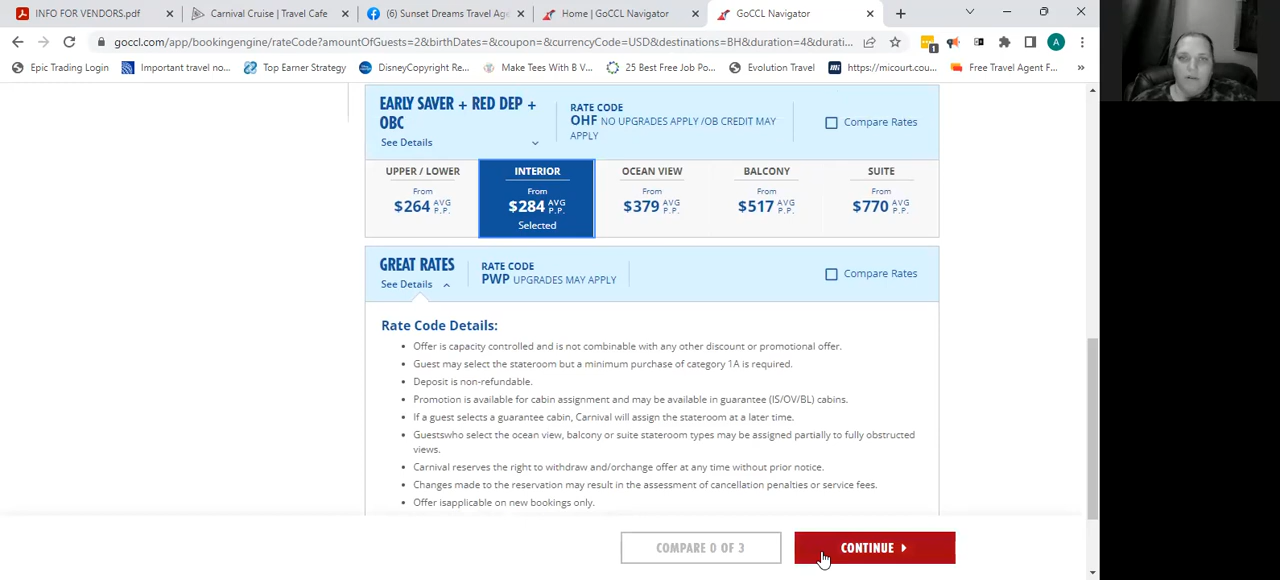 INFO FOR VENDORS.pdf
Carnival Cruise | Travel Cafe
(6) Sunset Dreams Travel Age
Home | GoCCL Navigator
GoCCL Navigator
goccl.com/app/bookingengine/rateCode?amountOfGuests=2&birthDates=&coupon=&currencyCode=USD&destinations=BH&duration=4&durati...
1
A
Epic Trading Login
Important travel no...
Top Earner Strategy
DisneyCopyright Re...
Make Tees With B V...
25 Best Free Job Po...
Evolution Travel
https://micourt.cou...
Free Travel Agent F...
»
EARLY SAVER + RED DEP + OBC
See Details
RATE CODE
OHF NO UPGRADES APPLY /OB CREDIT MAY APPLY
Compare Rates
UPPER / LOWER
From
$264 AVG P.P.
INTERIOR
From
$284 AVG P.P.
Selected
OCEAN VIEW
From
$379 AVG P.P.
BALCONY
From
$517 AVG P.P.
SUITE
From
$770 AVG P.P.
GREAT RATES
See Details
RATE CODE
PWP UPGRADES MAY APPLY
Compare Rates
Rate Code Details:
• Offer is capacity controlled and is not combinable with any other discount or promotional offer.
• Guest may select the stateroom but a minimum purchase of category 1A is required.
• Deposit is non-refundable.
• Promotion is available for cabin assignment and may be available in guarantee (IS/OV/BL) cabins.
• If a guest selects a guarantee cabin, Carnival will assign the stateroom at a later time.
• Guestswho select the ocean view, balcony or suite stateroom types may be assigned partially to fully obstructed
views.
• Carnival reserves the right to withdraw and/orchange offer at any time without prior notice.
• Changes made to the reservation may result in the assessment of cancellation penalties or service fees.
• Offer isapplicable on new bookings only.
COMPARE 0 OF 3
CONTINUE